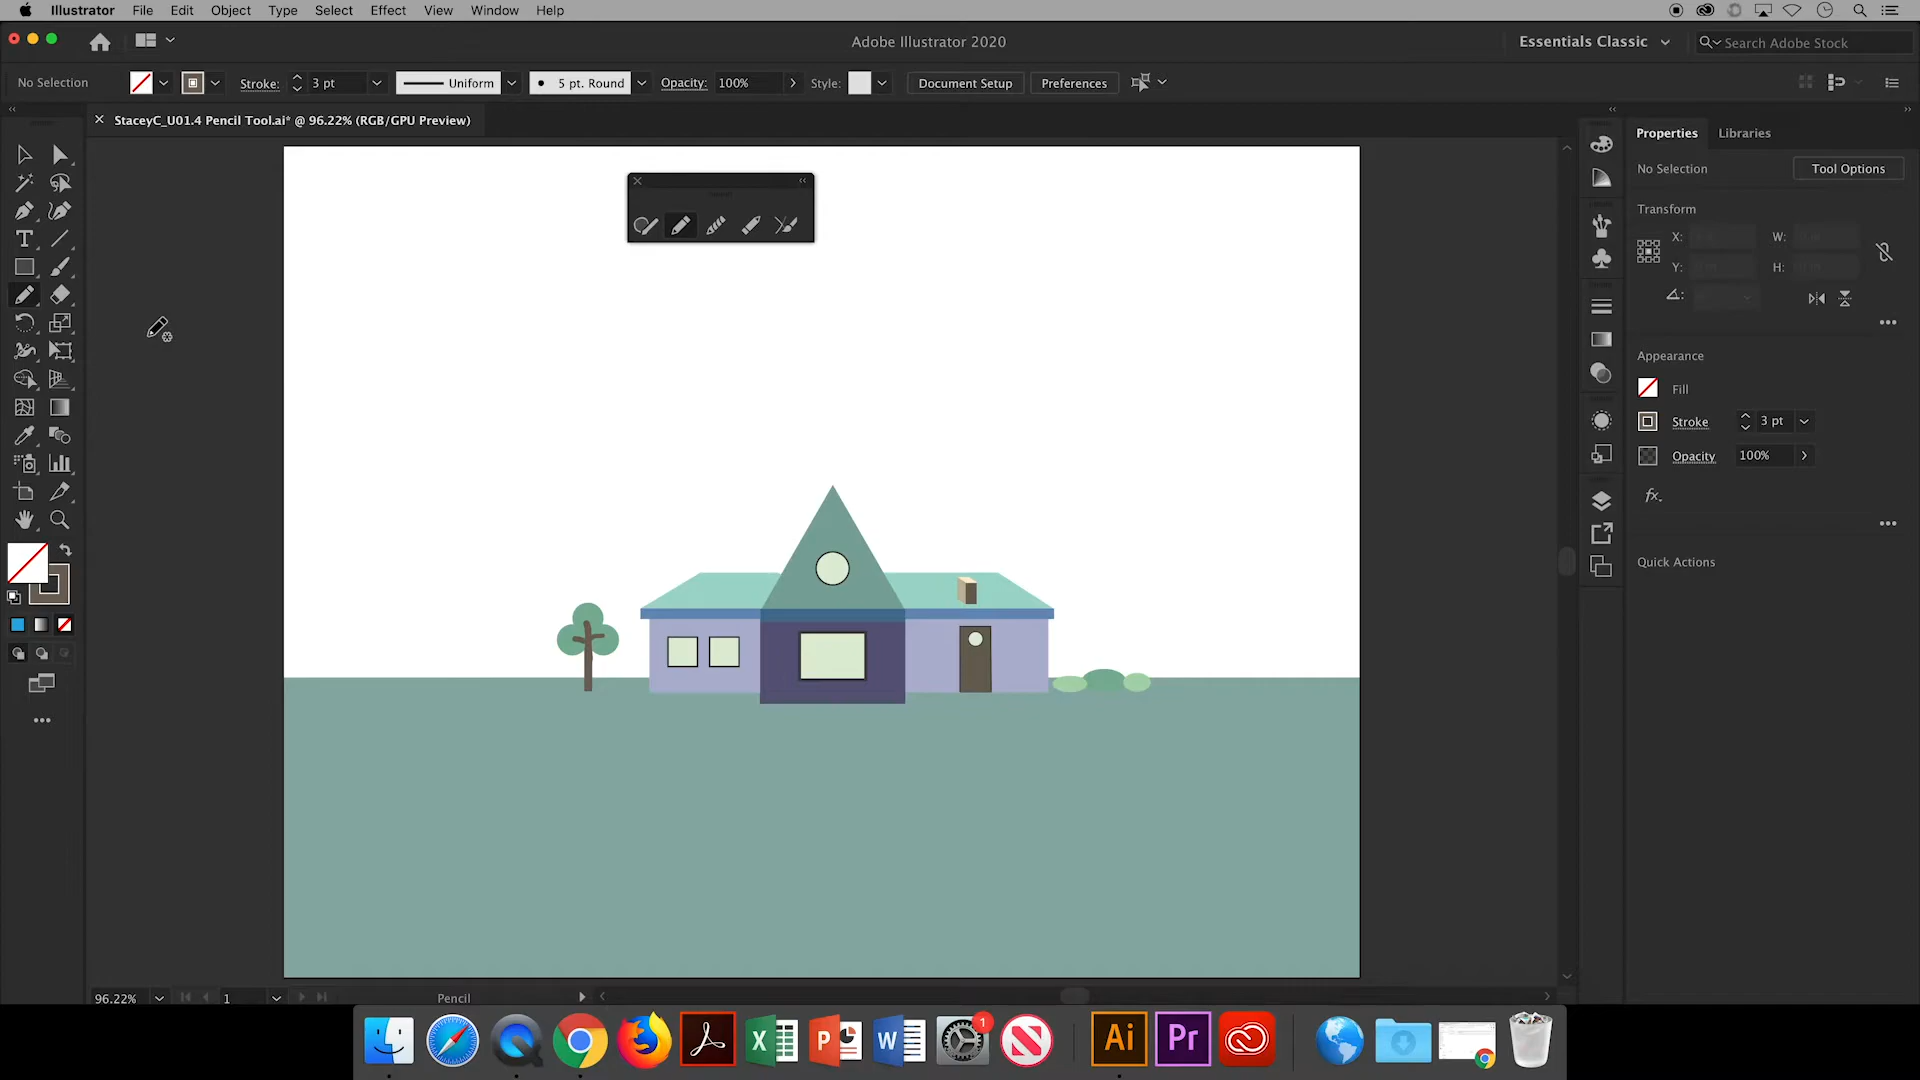 Illustrator File Edit Object Type Select Effect View Window Help
Adobe Illustrator 2020
Essentials Classic
Search Adobe Stock
No Selection
Stroke: 3 pt
Uniform
5 pt. Round
Opacity: 100%
Style:
Document Setup
Preferences
StaceyC_U01.4 Pencil Tool.ai* @ 96.22% (RGB/GPU Preview)
Properties Libraries
No Selection
Tool Options
Transform
X: W:
Y: H:
Appearance
Fill
Stroke 3 pt
Opacity 100%
fx.
Quick Actions
T
96.22% 1 Pencil
X P W 1 Ai Pr